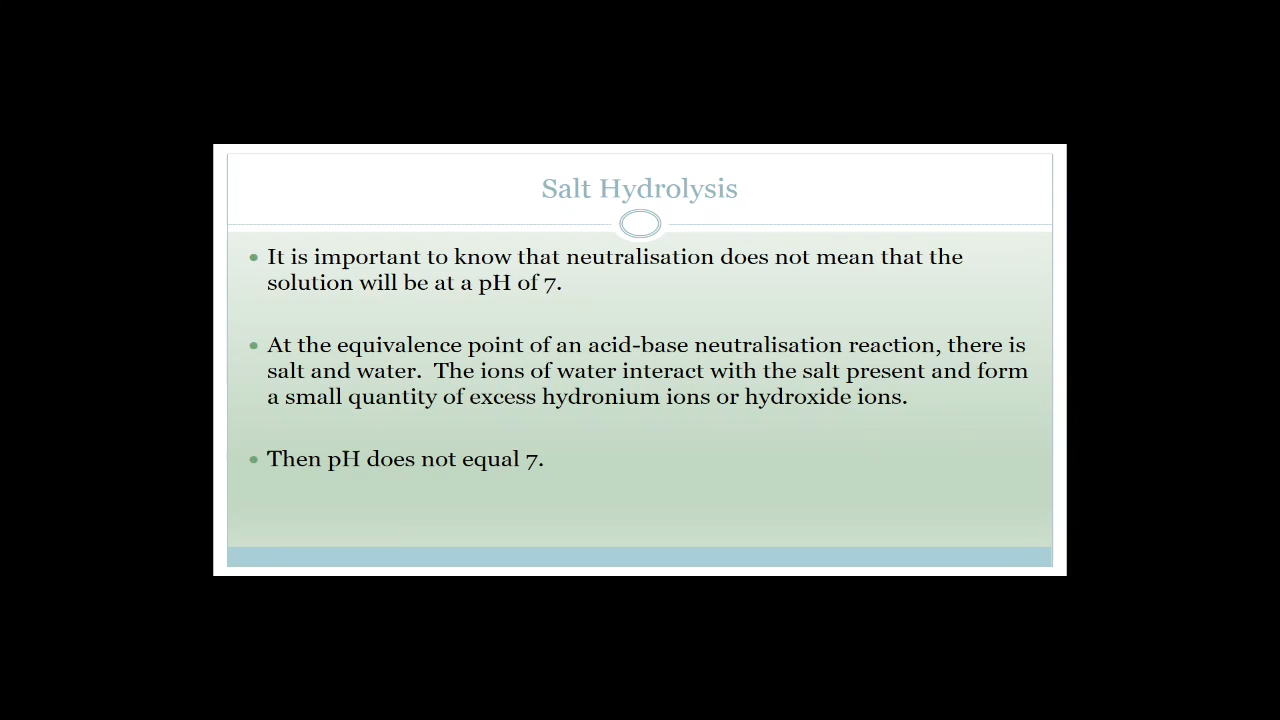 Salt Hydrolysis
• It is important to know that neutralisation does not mean that the
solution will be at a pH of 7.
• At the equivalence point of an acid-base neutralisation reaction, there is
salt and water.  The ions of water interact with the salt present and form
a small quantity of excess hydronium ions or hydroxide ions.
• Then pH does not equal 7.